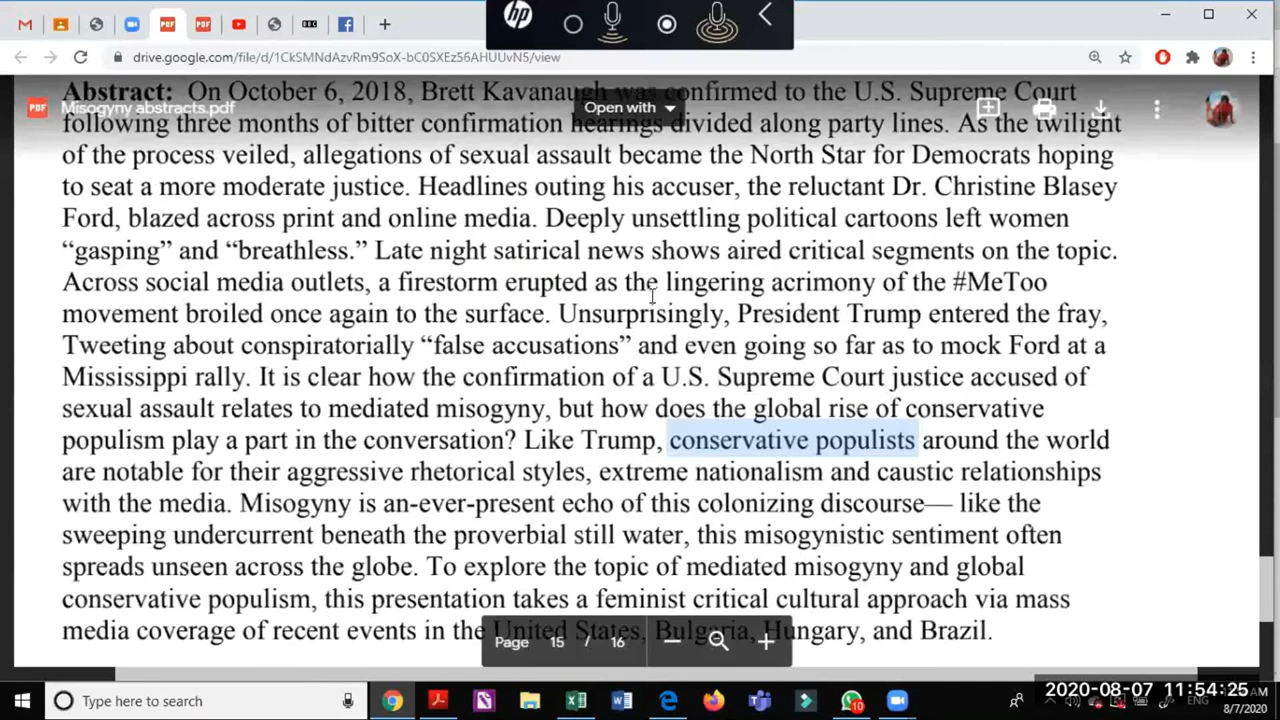 hp
drive.google.com/file/d/1CkSMNdAzvRm9SoX-bC0SXEz56AHUUvN5/view
PDF Misogyny abstracts.pdf
Open with
Abstract: On October 6, 2018, Brett Kavanaugh was confirmed to the U.S. Supreme Court
following three months of bitter confirmation hearings divided along party lines. As the twilight
of the process veiled, allegations of sexual assault became the North Star for Democrats hoping
to seat a more moderate justice. Headlines outing his accuser, the reluctant Dr. Christine Blasey
Ford, blazed across print and online media. Deeply unsettling political cartoons left women
“gasping” and “breathless.” Late night satirical news shows aired critical segments on the topic.
Across social media outlets, a firestorm erupted as the lingering acrimony of the #MeToo
movement broiled once again to the surface. Unsurprisingly, President Trump entered the fray,
Tweeting about conspiratorially “false accusations” and even going so far as to mock Ford at a
Mississippi rally. It is clear how the confirmation of a U.S. Supreme Court justice accused of
sexual assault relates to mediated misogyny, but how does the global rise of conservative
populism play a part in the conversation? Like Trump, conservative populists around the world
are notable for their aggressive rhetorical styles, extreme nationalism and caustic relationships
with the media. Misogyny is an-ever-present echo of this colonizing discourse— like the
sweeping undercurrent beneath the proverbial still water, this misogynistic sentiment often
spreads unseen across the globe. To explore the topic of mediated misogyny and global
conservative populism, this presentation takes a feminist critical cultural approach via mass
media coverage of recent events in the United States, Bulgaria, Hungary, and Brazil.
Page 15 / 16
Type here to search
10
ENG
2020-08-07 11:54:25
AM
8/7/2020